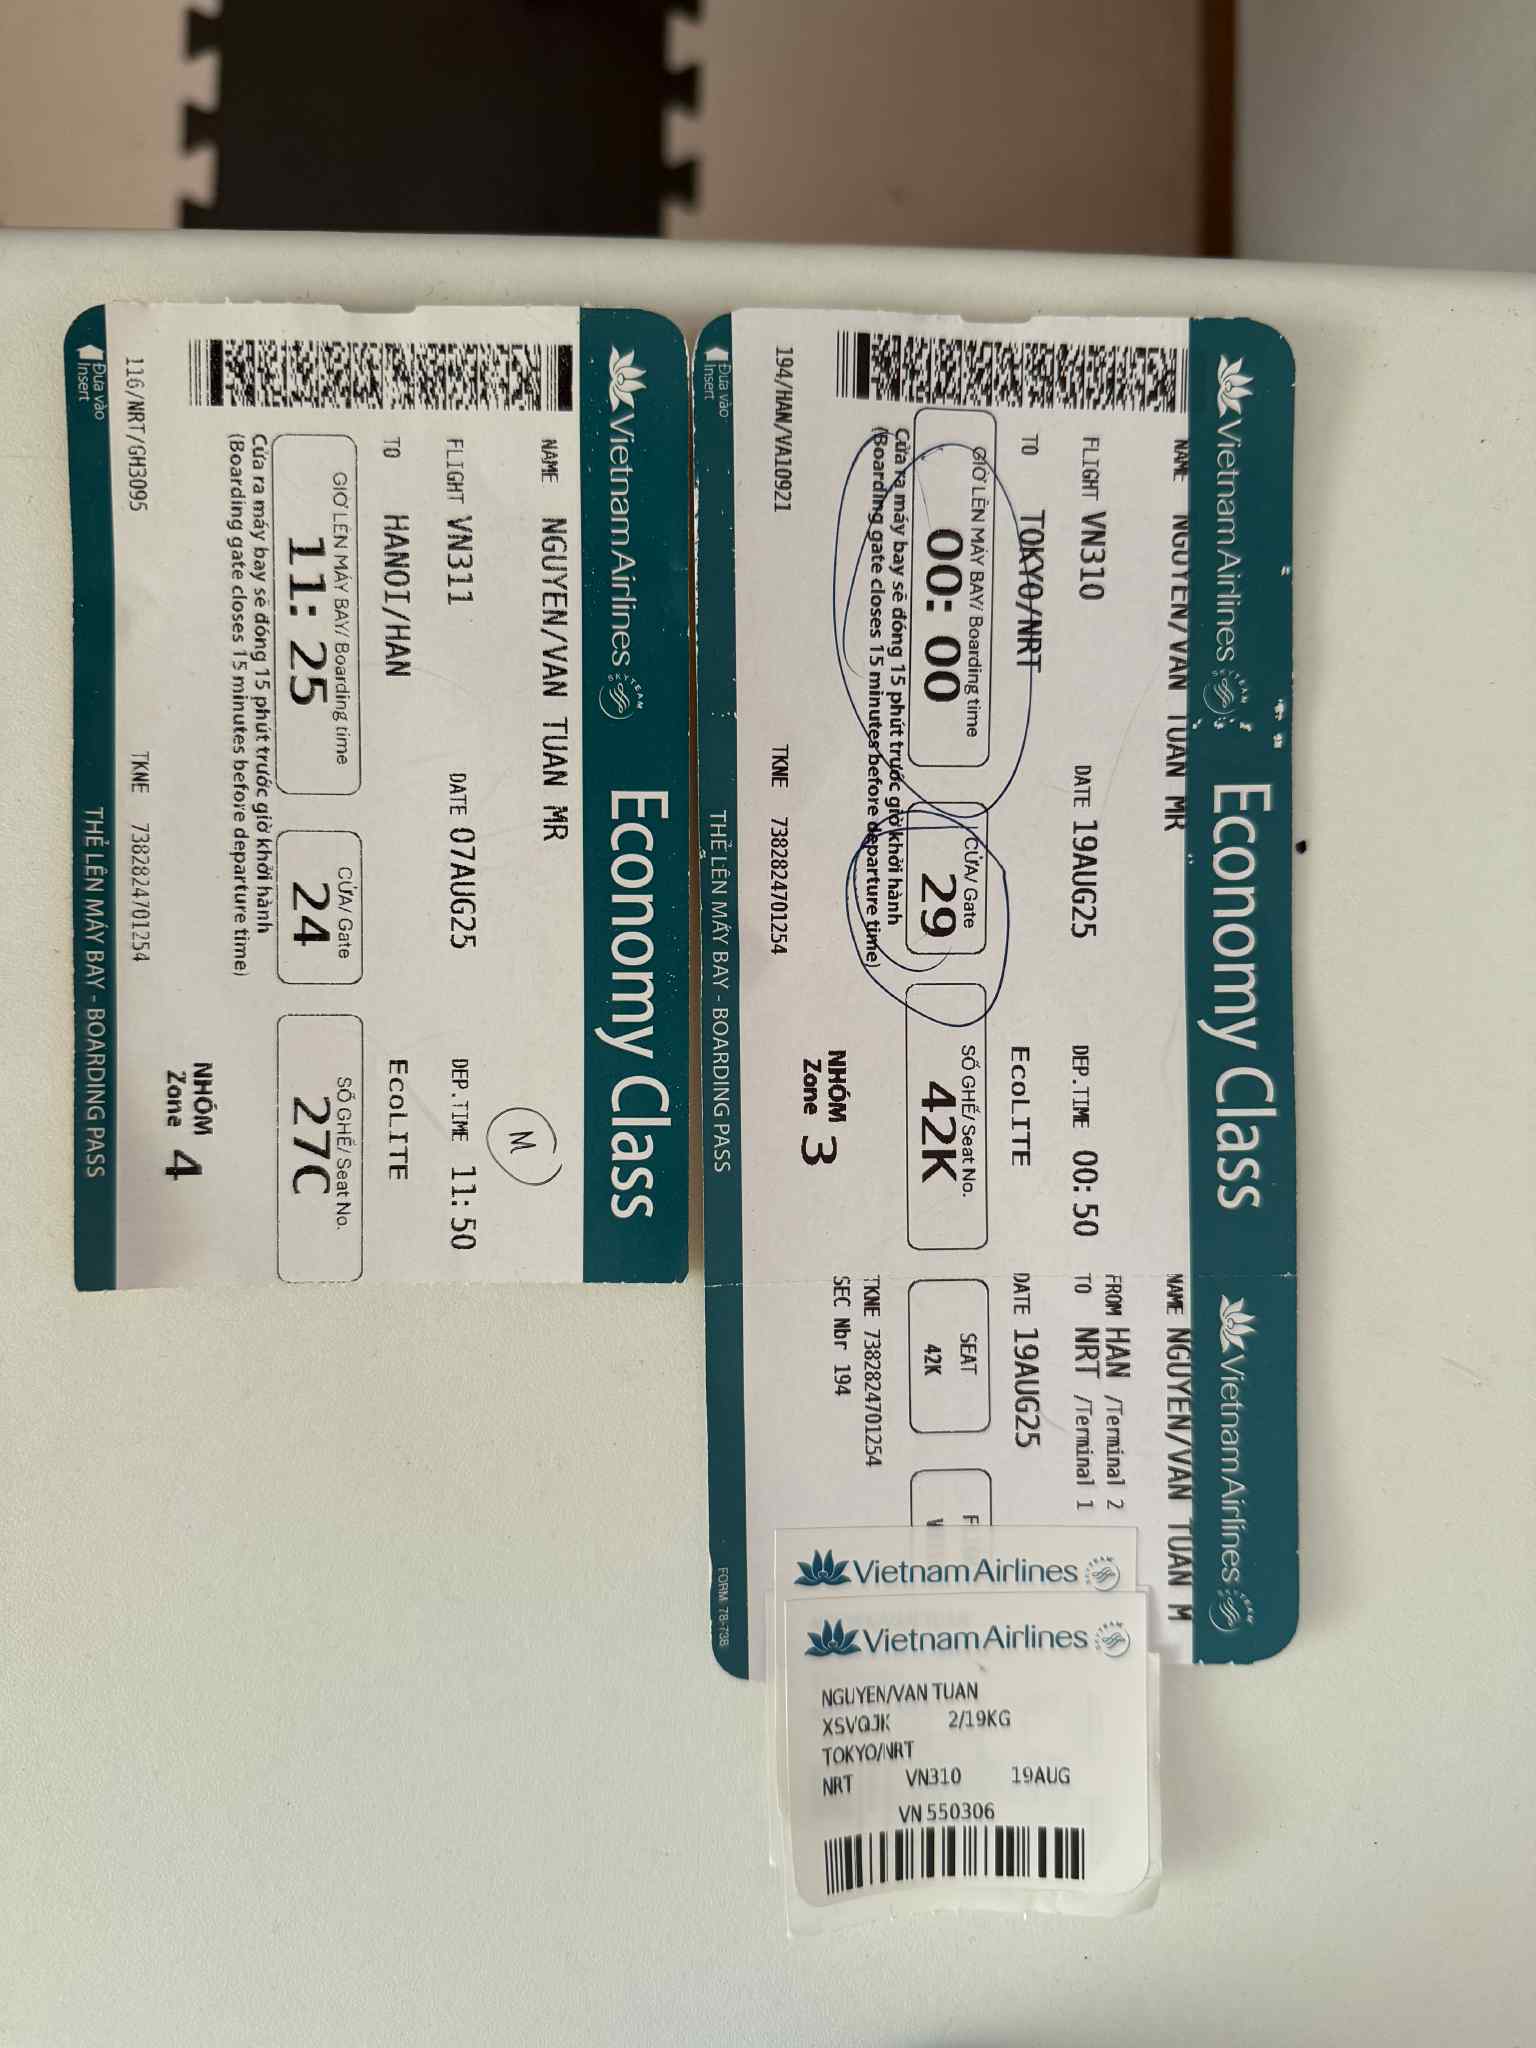 Vietnam Airlines SKYTEAM Economy Class
NAME NGUYEN/VAN TUAN MR
FLIGHT VN310 DATE 19AUG25 DEP.TIME 00:50
TO TOKYO/NRT EcoLITE
GIỜ LÊN MÁY BAY/ Boarding time
00:00
CỬA/ Gate
29
SỐ GHẾ/ Seat No.
42K
Cửa ra máy bay sẽ đóng 15 phút trước giờ khởi hành
(Boarding gate closes 15 minutes before departure time)
NHÓM
Zone 3
194/HAN/VA10921 TKNE 7382824701254
Đưa vào
Insert
THẺ LÊN MÁY BAY - BOARDING PASS
FORM: 78-738
Vietnam Airlines SKYTEAM
NAME NGUYEN/VAN TUAN M
FROM HAN /Terminal 2
TO NRT /Terminal 1
DATE 19AUG25
SEAT
42K
TKNE 7382824701254
SEC Nbr 194
Vietnam Airlines SKYTEAM Economy Class
NAME NGUYEN/VAN TUAN MR
M
FLIGHT VN311 DATE 07AUG25 DEP.TIME 11:50
TO HANOI/HAN EcoLITE
GIỜ LÊN MÁY BAY/ Boarding time
11:25
CỬA/ Gate
24
SỐ GHẾ/ Seat No.
27C
Cửa ra máy bay sẽ đóng 15 phút trước giờ khởi hành
(Boarding gate closes 15 minutes before departure time)
NHÓM
Zone 4
116/NRT/GH3095 TKNE 7382824701254
Đưa vào
Insert
THẺ LÊN MÁY BAY - BOARDING PASS
Vietnam Airlines
Vietnam Airlines
NGUYEN/VAN TUAN
XSVQJK 2/19KG
TOKYO/NRT
NRT VN310 19AUG
VN 550306